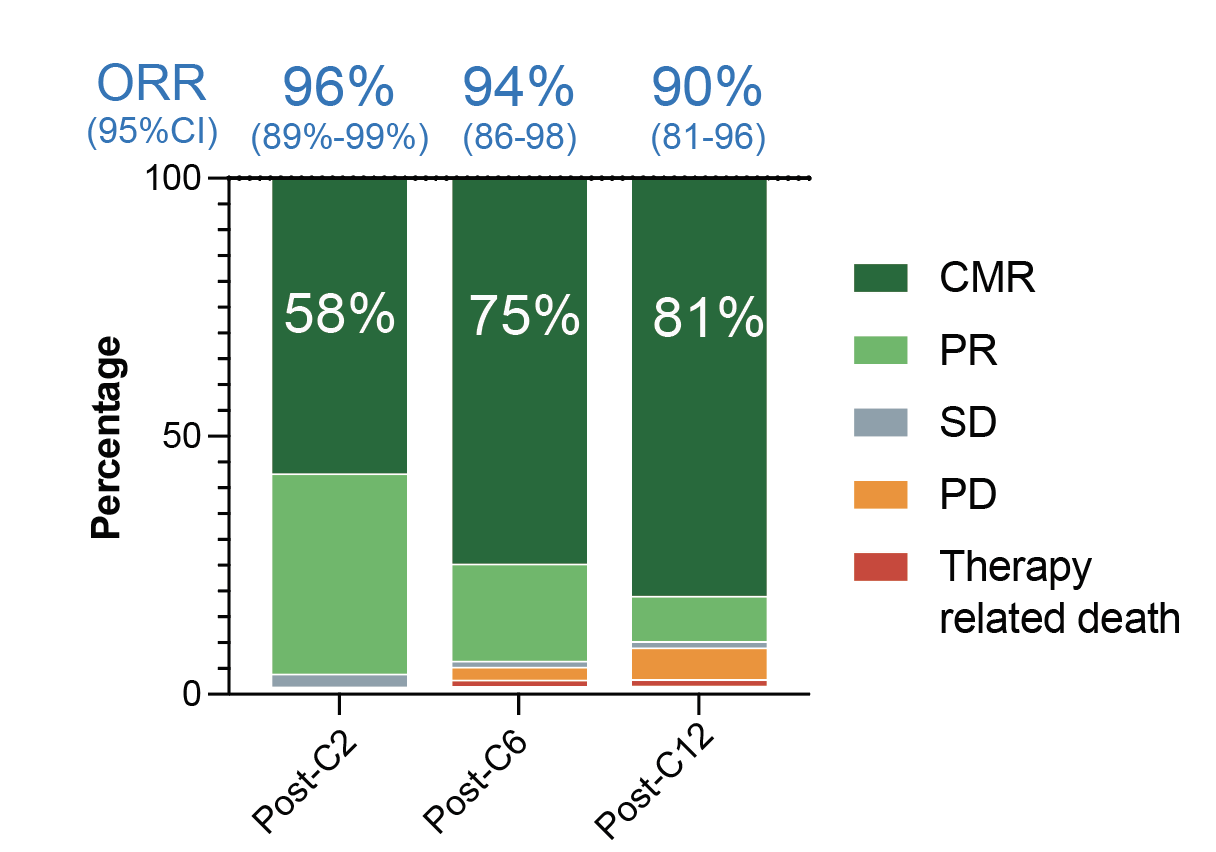 ORR 96% 94% 90%
(95%CI) (89%-99%) (86-98) (81-96)
100
58% 75% 81%
50
0
Percentage
Post-C2 Post-C6 Post-C12
CMR
PR
SD
PD
Therapy
related death